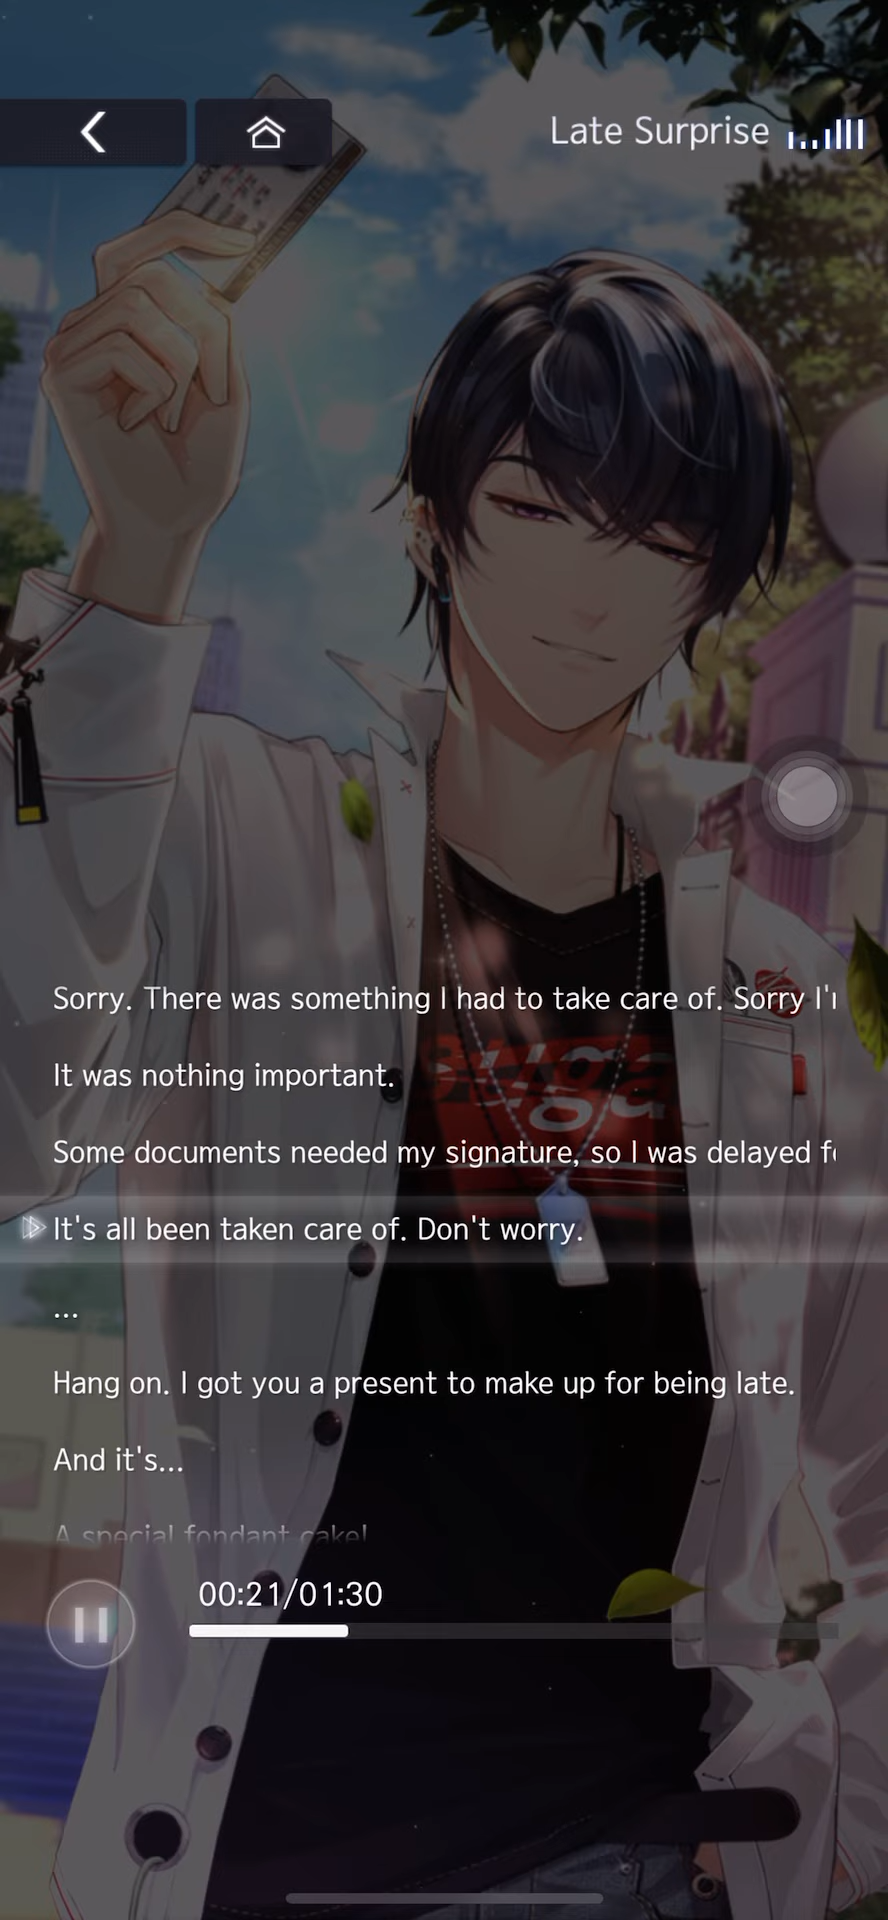 Late Surprise
Sorry. There was something I had to take care of. Sorry I'
It was nothing important.
Some documents needed my signature, so I was delayed f
It's all been taken care of. Don't worry.
...
Hang on. I got you a present to make up for being late.
And it's...
A special fondant cake!
00:21/01:30